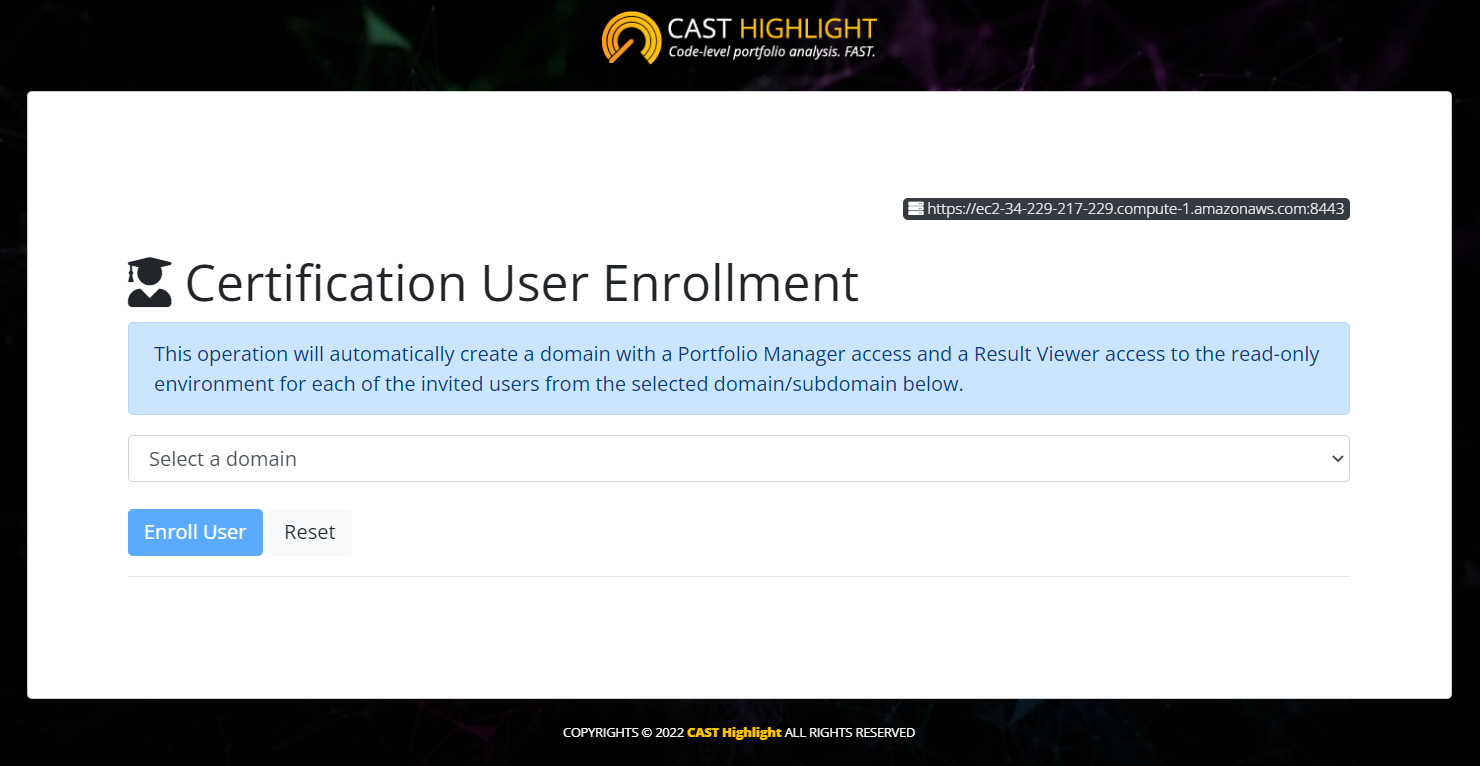 CAST HIGHLIGHT
Code-level portfolio analysis. FAST.
https://ec2-34-229-217-229.compute-1.amazonaws.com:8443
Certification User Enrollment
This operation will automatically create a domain with a Portfolio Manager access and a Result Viewer access to the read-only
environment for each of the invited users from the selected domain/subdomain below.
Select a domain
Enroll User Reset
COPYRIGHTS © 2022 CAST Highlight ALL RIGHTS RESERVED